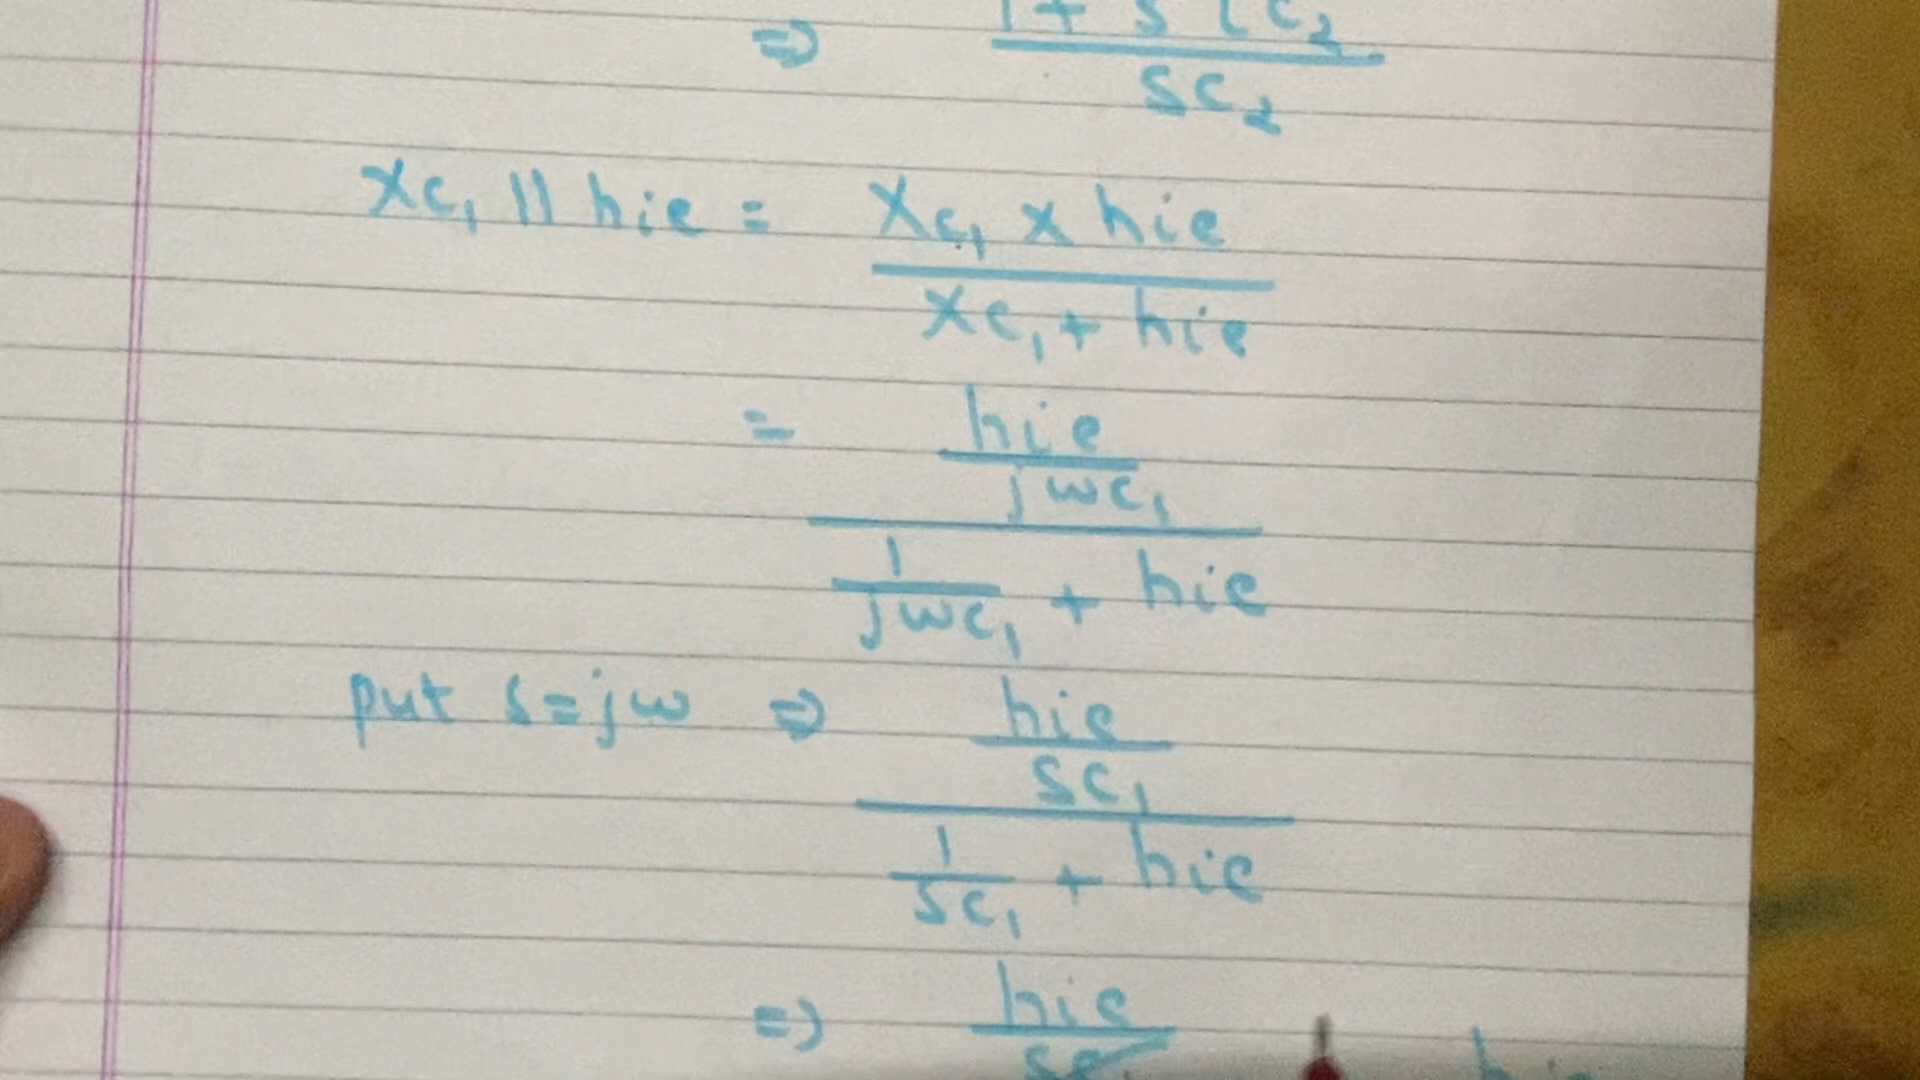 ⇒ 1 + s²LC₂ / SC₂
Xc₁ || hie = Xc₁ x hie / Xc₁ + hie
= hie/jωc₁ / 1/jωc₁ + hie
put s=jω ⇒ hie/sc₁ / 1/sc₁ + hie
⇒ hie